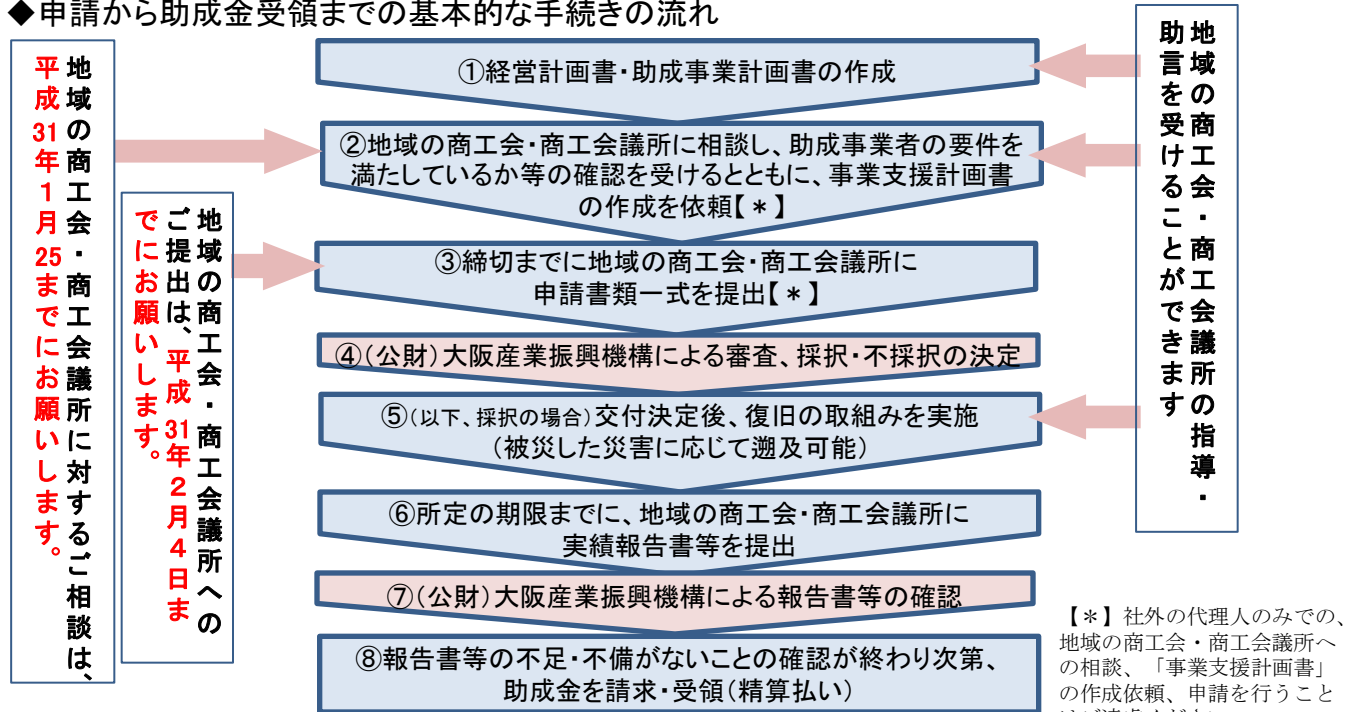 ◆申請から助成金受領までの基本的な手続きの流れ
地域の商工会・商工会議所に対するご相談は、
平成31年1月25までにお願いします。
地域の商工会・商工会議所への
ご提出は、平成31年2月4日ま
でにお願いします。
①経営計画書・助成事業計画書の作成
②地域の商工会・商工会議所に相談し、助成事業者の要件を
満たしているか等の確認を受けるとともに、事業支援計画書
の作成を依頼【＊】
③締切までに地域の商工会・商工会議所に
申請書類一式を提出【＊】
④(公財)大阪産業振興機構による審査、採択・不採択の決定
⑤(以下、採択の場合)交付決定後、復旧の取組みを実施
(被災した災害に応じて遡及可能)
⑥所定の期限までに、地域の商工会・商工会議所に
実績報告書等を提出
⑦(公財)大阪産業振興機構による報告書等の確認
⑧報告書等の不足・不備がないことの確認が終わり次第、
助成金を請求・受領(精算払い)
地域の商工会・商工会議所の指導・
助言を受けることができます
【＊】社外の代理人のみでの、
地域の商工会・商工会議所へ
の相談、「事業支援計画書」
の作成依頼、申請を行うこと